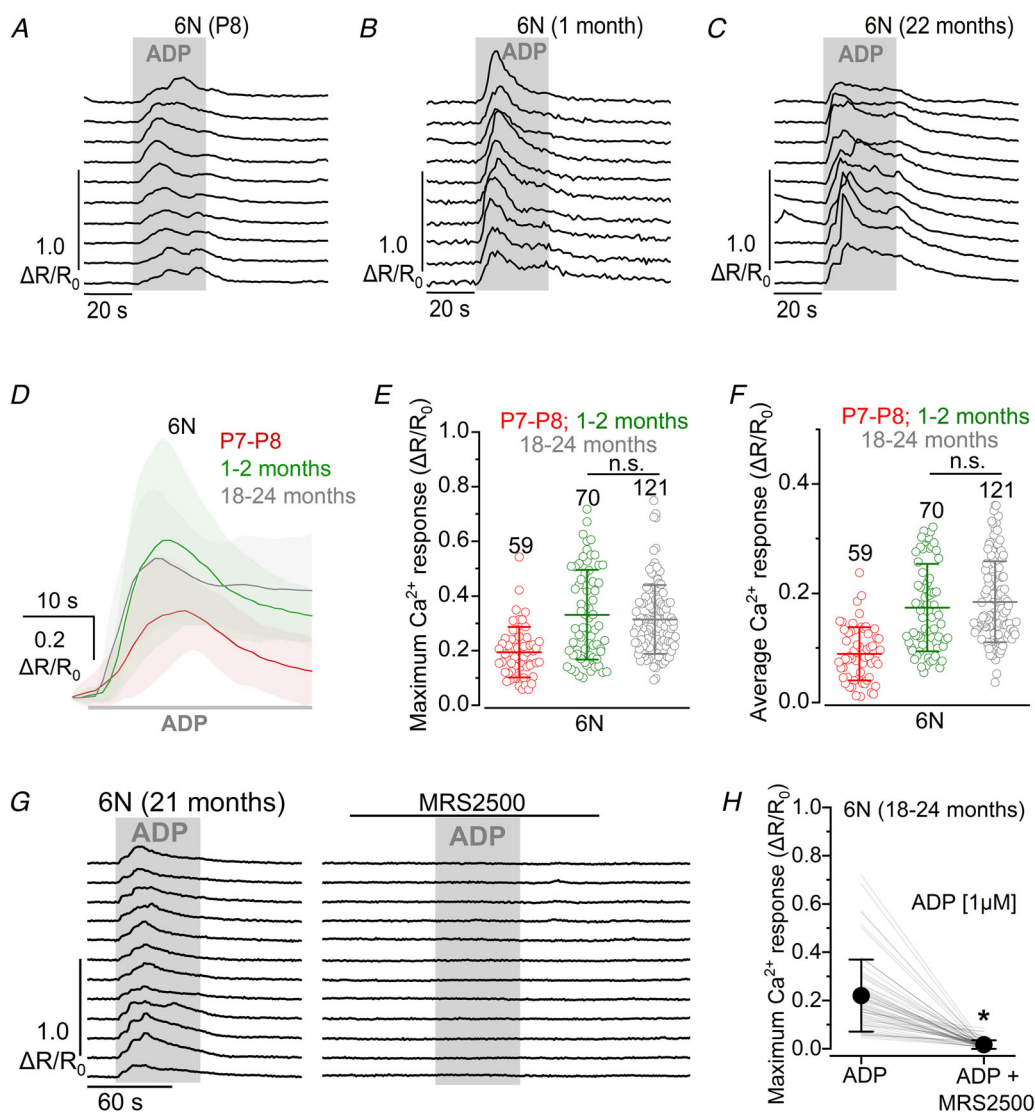 A
6N (P8)
ADP
1.0
ΔR/R₀
20 s
B
6N (1 month)
ADP
1.0
ΔR/R₀
20 s
C
6N (22 months)
ADP
1.0
ΔR/R₀
20 s
D
6N
P7-P8
1-2 months
18-24 months
10 s
0.2
ΔR/R₀
ADP
E
P7-P8; 1-2 months
18-24 months
n.s.
59
70
121
Maximum Ca²⁺ response (ΔR/R₀)
1.0
0.8
0.6
0.4
0.2
0.0
6N
F
P7-P8; 1-2 months
18-24 months
n.s.
59
70
121
Average Ca²⁺ response (ΔR/R₀)
0.4
0.2
0.0
6N
G
6N (21 months)
ADP
MRS2500
ADP
1.0
ΔR/R₀
60 s
H
6N (18-24 months)
ADP [1µM]
*
Maximum Ca²⁺ response (ΔR/R₀)
1.0
0.8
0.6
0.4
0.2
0.0
ADP
ADP +
MRS2500